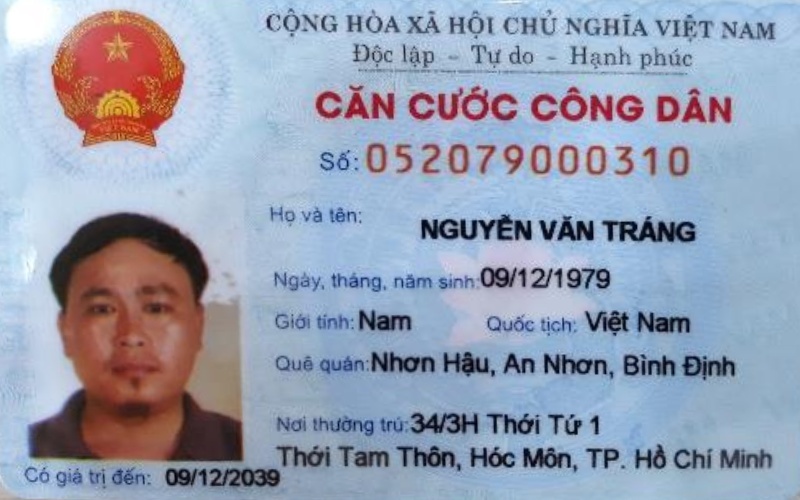 CỘNG HÒA XÃ HỘI CHỦ NGHĨA VIỆT NAM
Độc lập - Tự do - Hạnh phúc
CĂN CƯỚC CÔNG DÂN
Số: 052079000310
Họ và tên: NGUYỄN VĂN TRÁNG
Ngày, tháng, năm sinh: 09/12/1979
Giới tính: Nam Quốc tịch: Việt Nam
Quê quán: Nhơn Hậu, An Nhơn, Bình Định
Nơi thường trú: 34/3H Thới Tứ 1
Thới Tam Thôn, Hóc Môn, TP. Hồ Chí Minh
Có giá trị đến: 09/12/2039